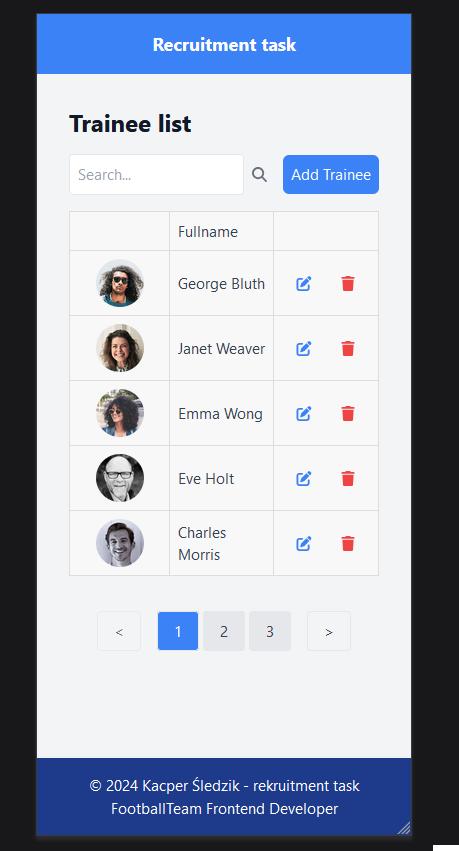 Recruitment task
Trainee list
Search...
Add Trainee
Fullname
George Bluth
Janet Weaver
Emma Wong
Eve Holt
Charles
Morris
< 1 2 3 >
© 2024 Kacper Śledzik - rekruitment task
FootballTeam Frontend Developer